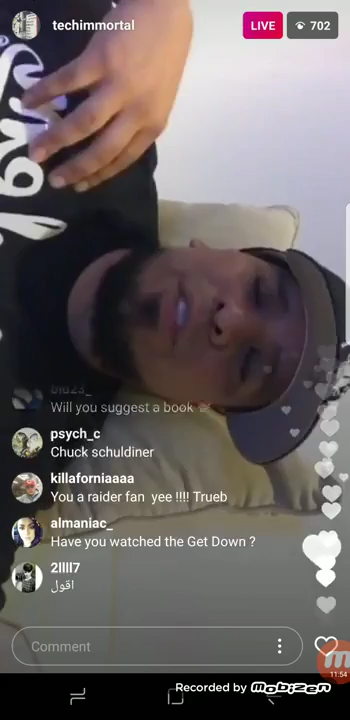 techimmortal
LIVE
702
Will you suggest a book
psych_c
Chuck schuldiner
killaforniaaaa
You a raider fan yee !!!! Trueb
almaniac_
Have you watched the Get Down ?
2llll7
اقول
Comment
11:54
Recorded by Mobizen